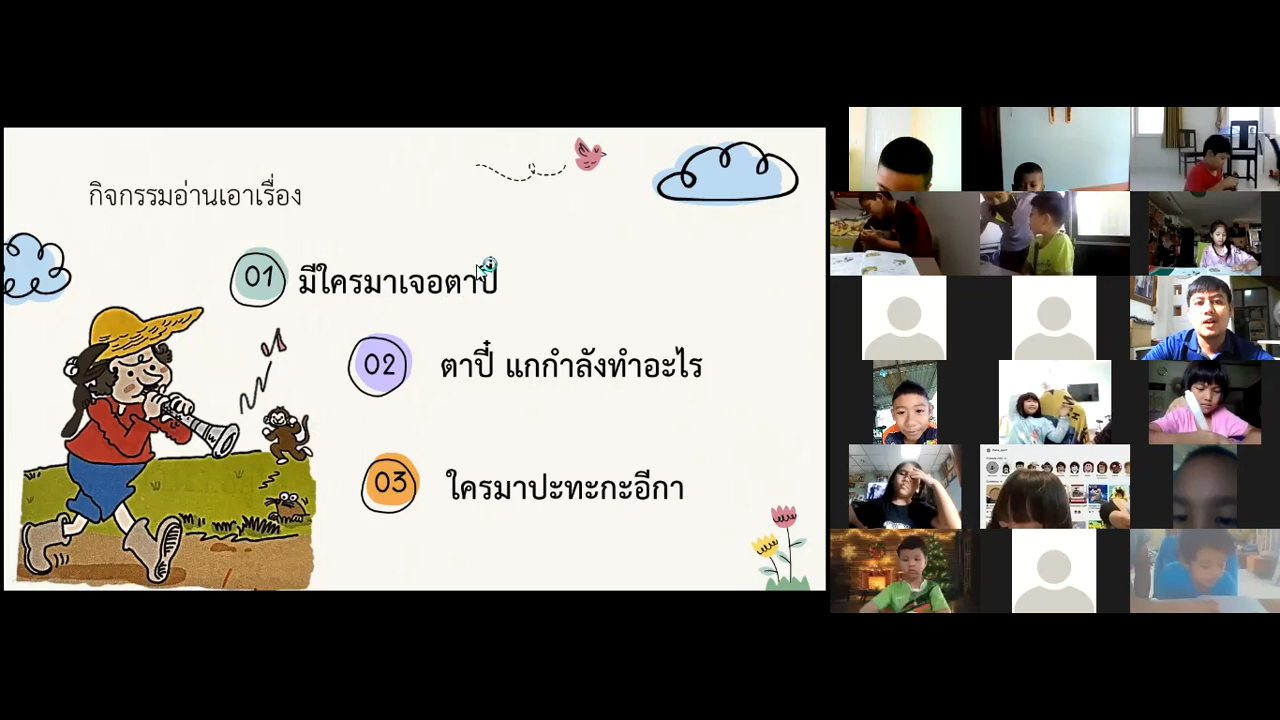 กิจกรรมอ่านเอาเรื่อง
01 มีใครมาเจอตาปี
02 ตาปี๋ แกกำลังทำอะไร
03 ใครมาปะทะกะอีกา